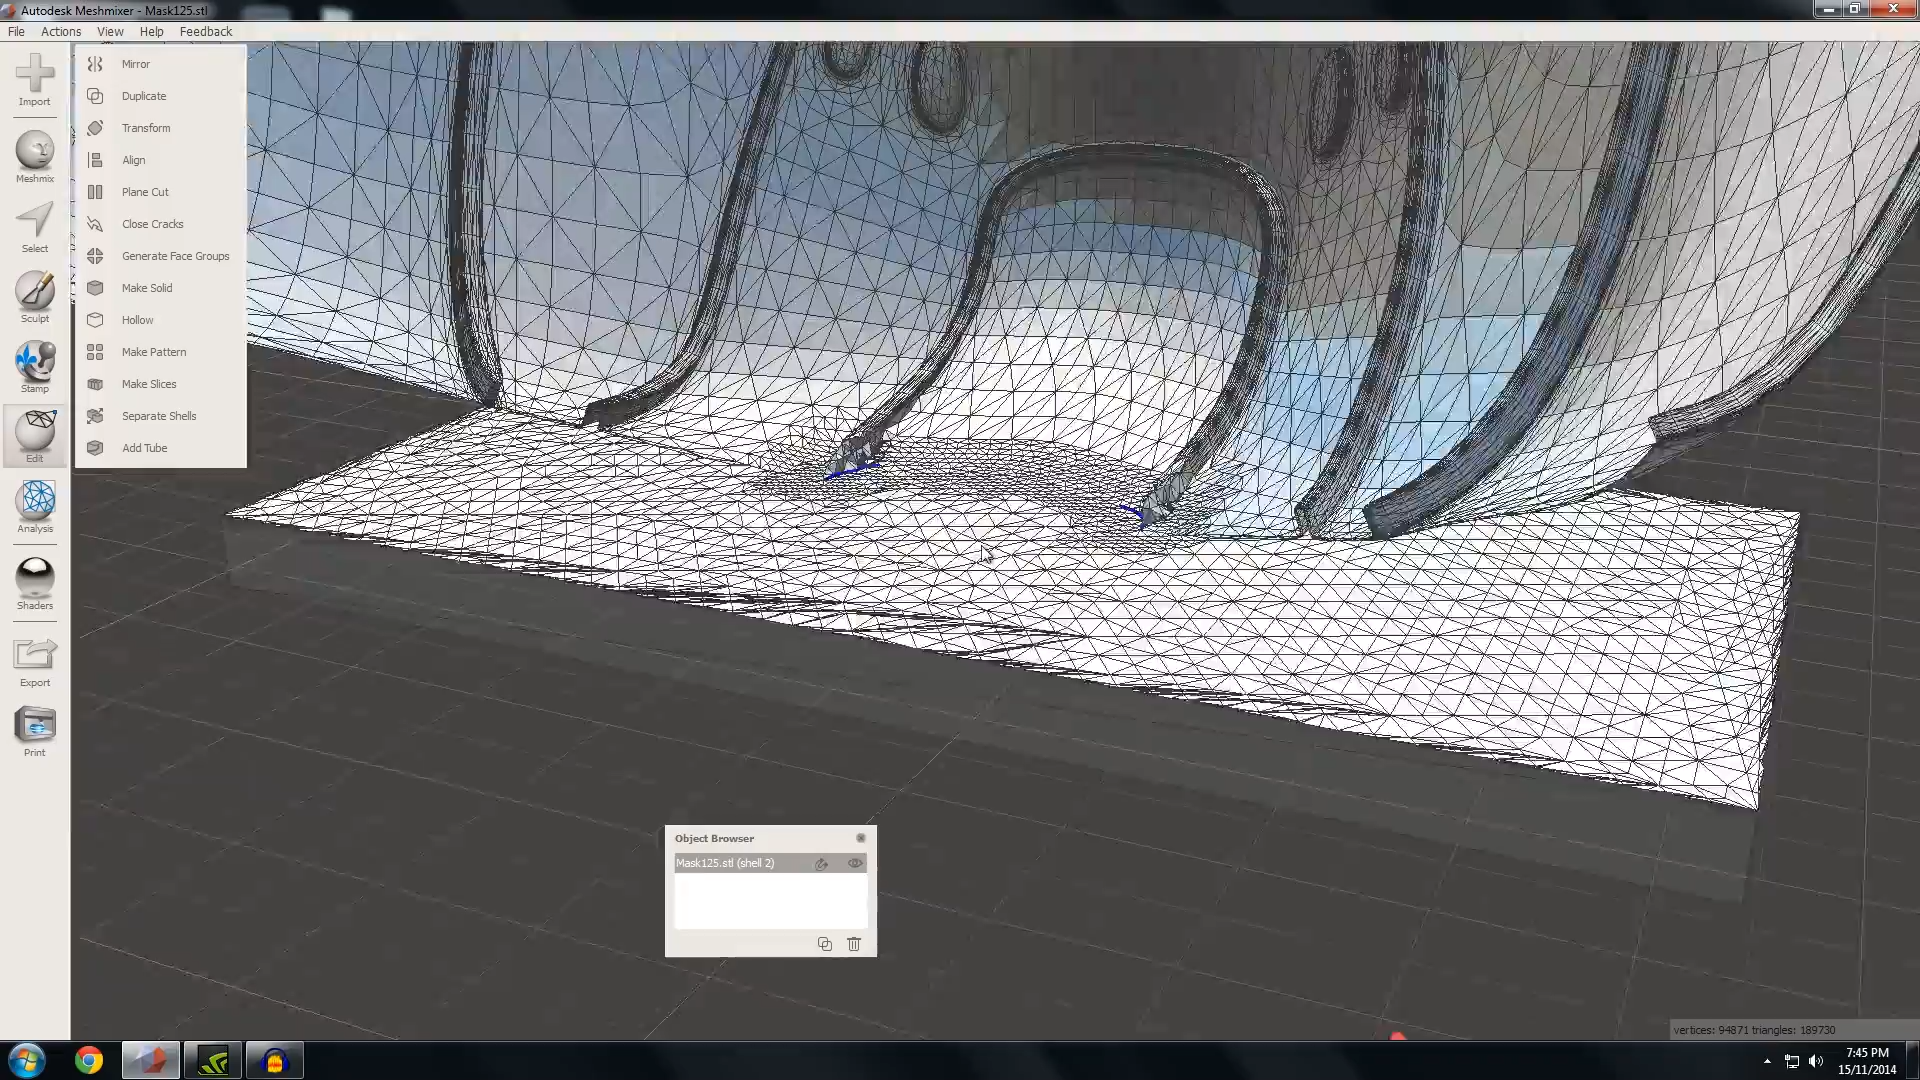 Autodesk Meshmixer - Mask125.stl
File Actions View Help Feedback
Import
Meshmix
Select
Sculpt
Stamp
Edit
Analysis
Shaders
Export
Print
Mirror
Duplicate
Transform
Align
Plane Cut
Close Cracks
Generate Face Groups
Make Solid
Hollow
Make Pattern
Make Slices
Separate Shells
Add Tube
Object Browser
Mask125.stl (shell 2)
vertices: 94871 triangles: 189730
7:45 PM
15/11/2014